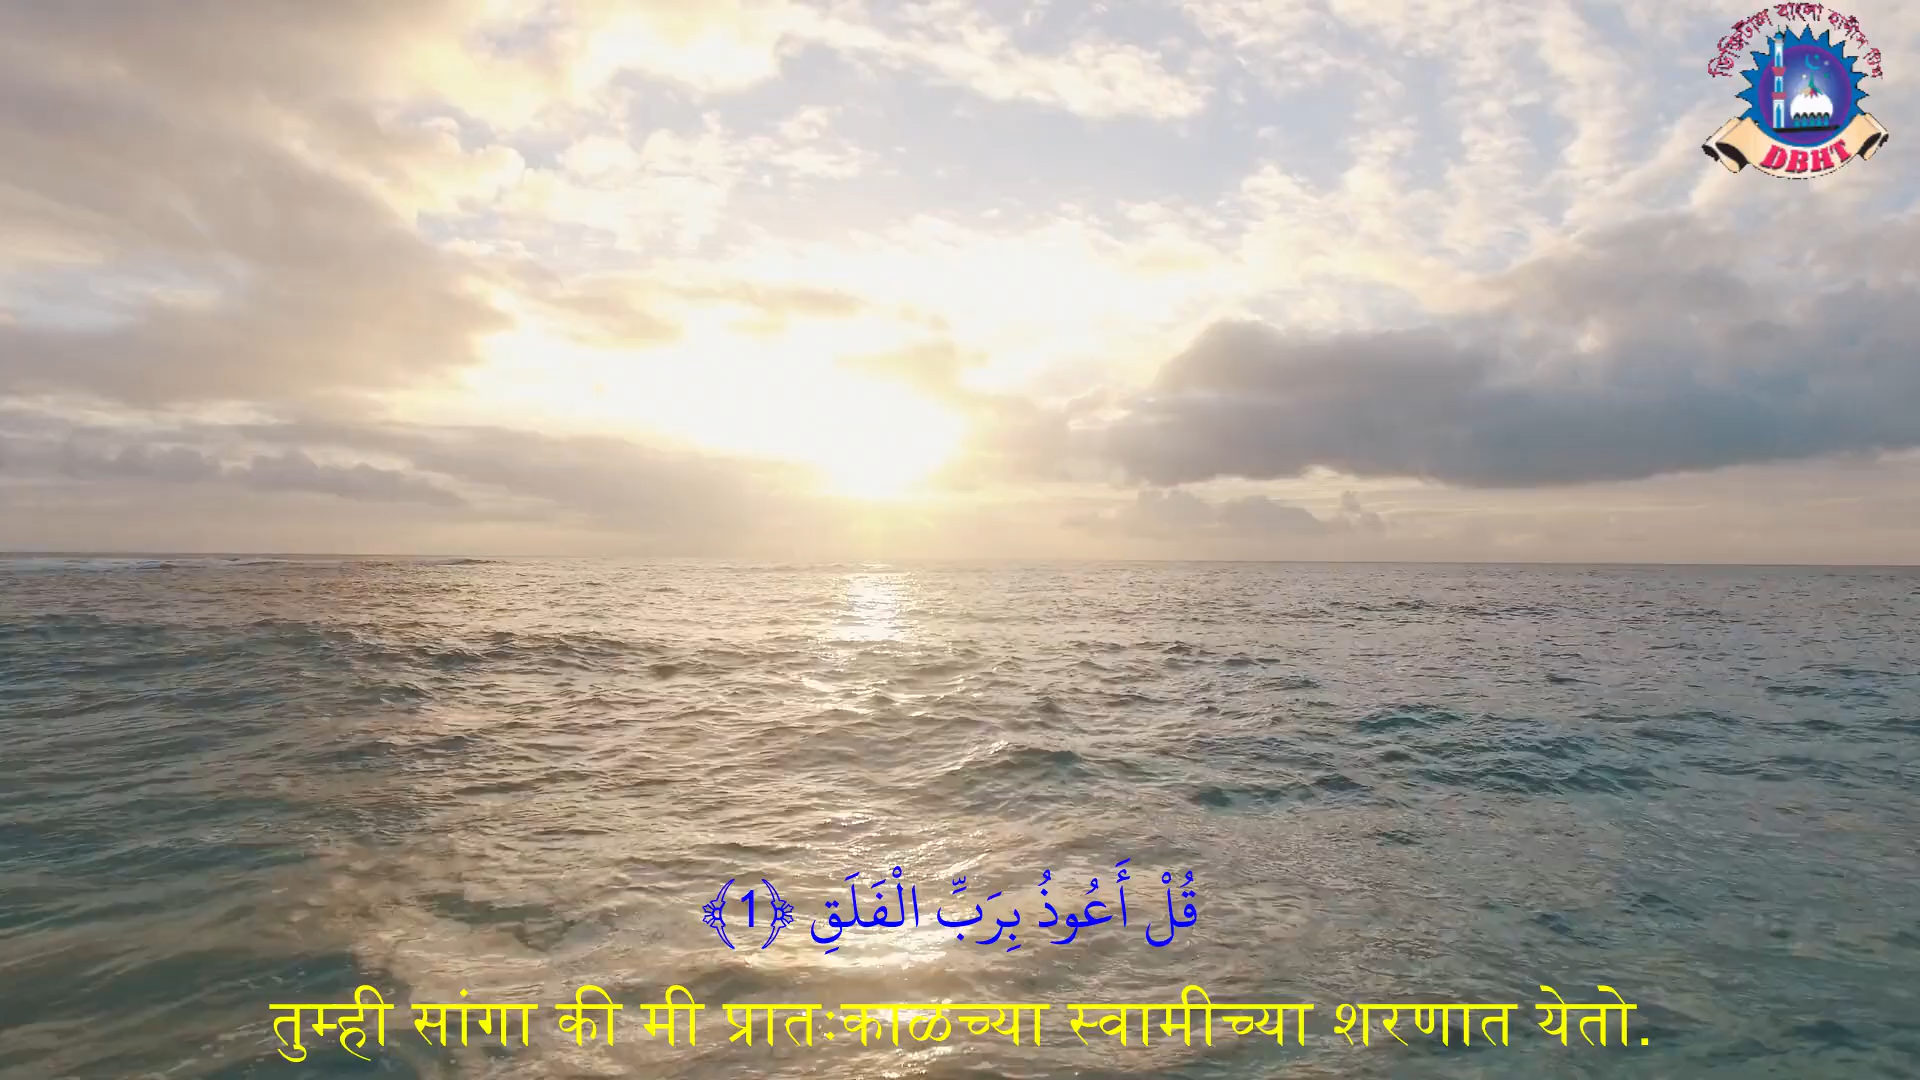 ডিজিটাল বাংলা হাদীস টিম
DBHT
قُلْ أَعُوذُ بِرَبِّ الْفَلَقِ ﴿1﴾
तुम्ही सांगा की मी प्रातःकाळच्या स्वामीच्या शरणात येतो.